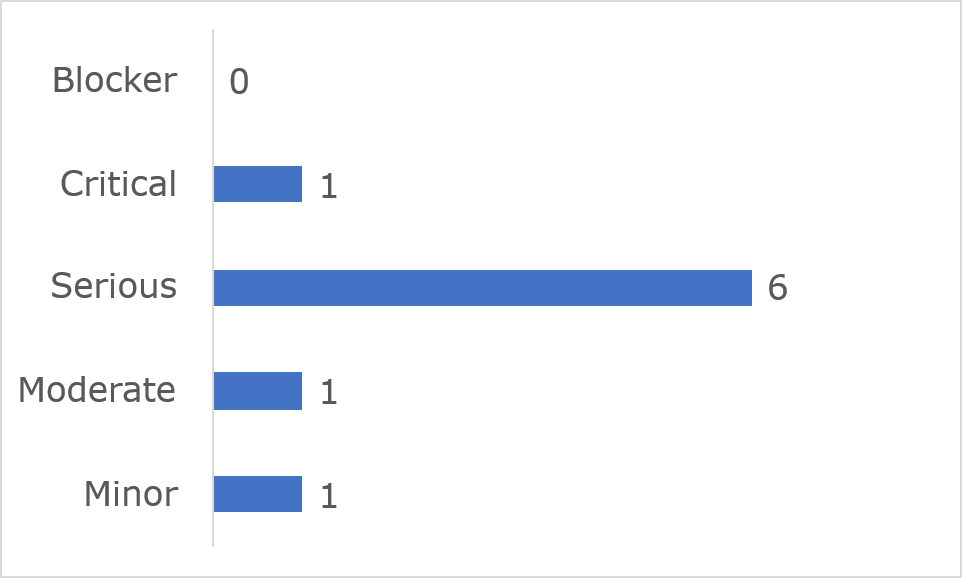 Blocker 0
Critical 1
Serious 6
Moderate 1
Minor 1